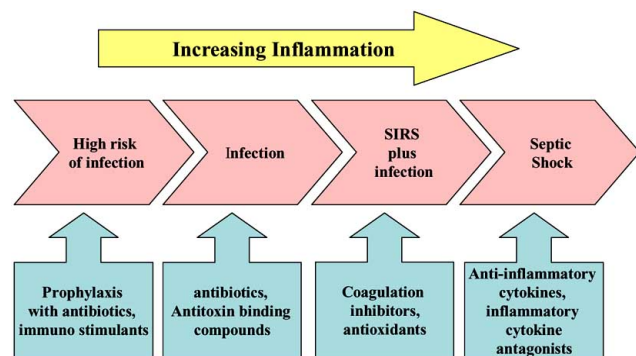 Increasing Inflammation
High risk
of infection
Infection
SIRS
plus
infection
Septic
Shock
Prophylaxis
with antibiotics,
immuno stimulants
antibiotics,
Antitoxin binding
compounds
Coagulation
inhibitors,
antioxidants
Anti-inflammatory
cytokines,
inflammatory
cytokine
antagonists